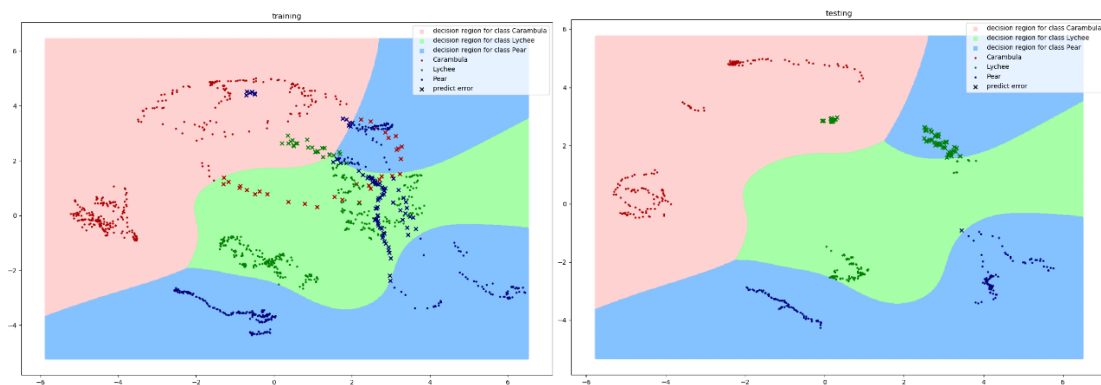 training
decision region for class Carambula
decision region for class Lychee
decision region for class Pear
Carambula
Lychee
Pear
predict error
6
4
2
0
−2
−4
−6
−4
−2
0
2
4
6
testing
decision region for class Carambula
decision region for class Lychee
decision region for class Pear
Carambula
Lychee
Pear
predict error
6
4
2
0
−2
−4
−6
−4
−2
0
2
4
6